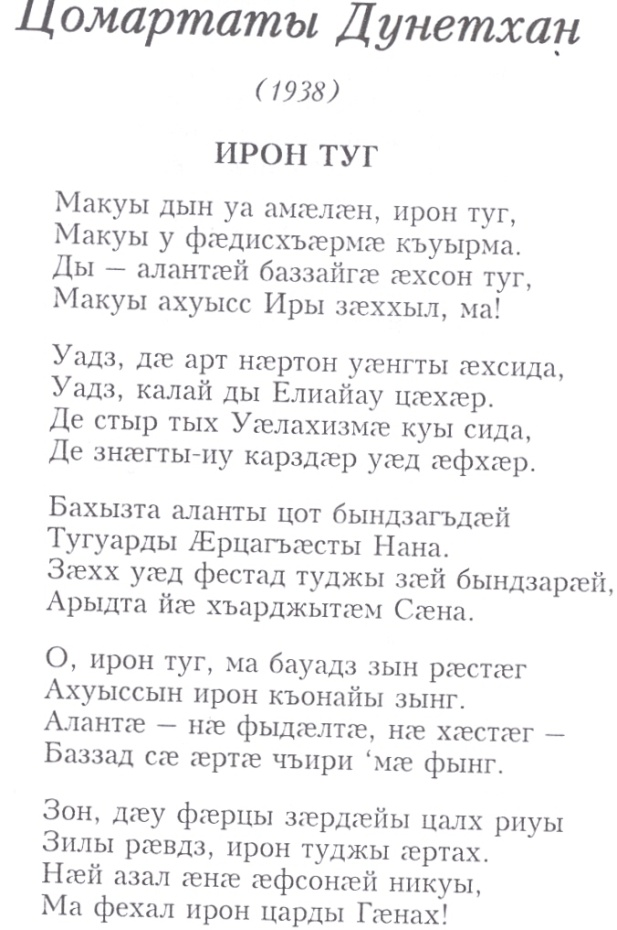 Цомартаты Дунетхан
(1938)
ИРОН ТУГ
Макуы дын уа амæлæн, ирон туг,
Макуы у фæдисхъæрмæ къуырма.
Ды — алантæй баззайгæ æхсон туг,
Макуы ахуысс Иры зæххыл, ма!
Уадз, дæ арт нæртон уæнгты æхсида,
Уадз, калай ды Елиайау цæхæр.
Де стыр тых Уæлахизмæ куы сида,
Де знæгты-иу карздæр уæд æфхæр.
Бахызта аланты цот бындзагъдæй
Тугуарды Æрцагъæсты Нана.
Зæхх уæд фестад туджы зæй бындзарæй,
Арыдта йæ хъарджытæм Сæна.
О, ирон туг, ма бауадз зын рæстæг
Ахуыссын ирон къонайы зынг.
Алантæ — нæ фыдæлтæ, нæ хæстæг —
Баззад сæ æртæ чъири ‘мæ фынг.
Зон, дæу фæрцы зæрдæйы цалх риуы
Зилы рæвдз, ирон туджы æртах.
Нæй азал æнæ æфсонæй никуы,
Ма фехал ирон царды Гæнах!